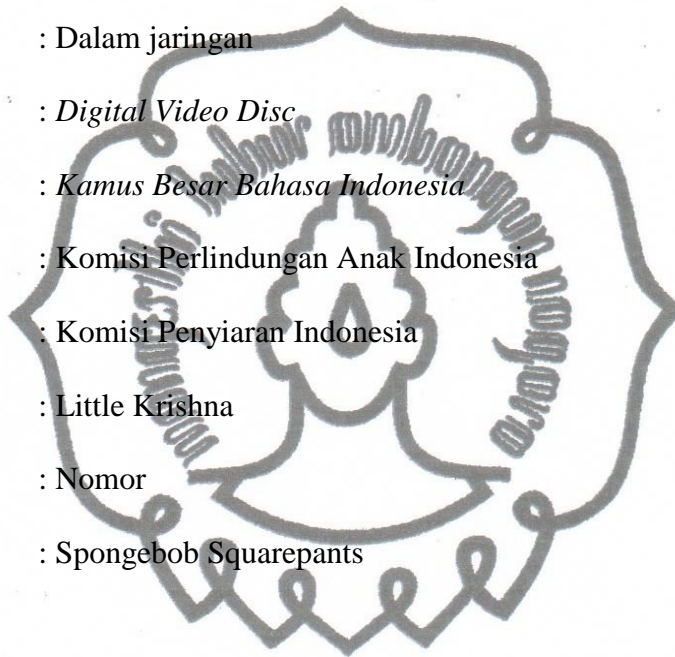 : Dalam jaringan
: Digital Video Disc
: Kamus Besar Bahasa Indonesia
: Komisi Perlindungan Anak Indonesia
: Komisi Penyiaran Indonesia
: Little Krishna
: Nomor
: Spongebob Squarepants